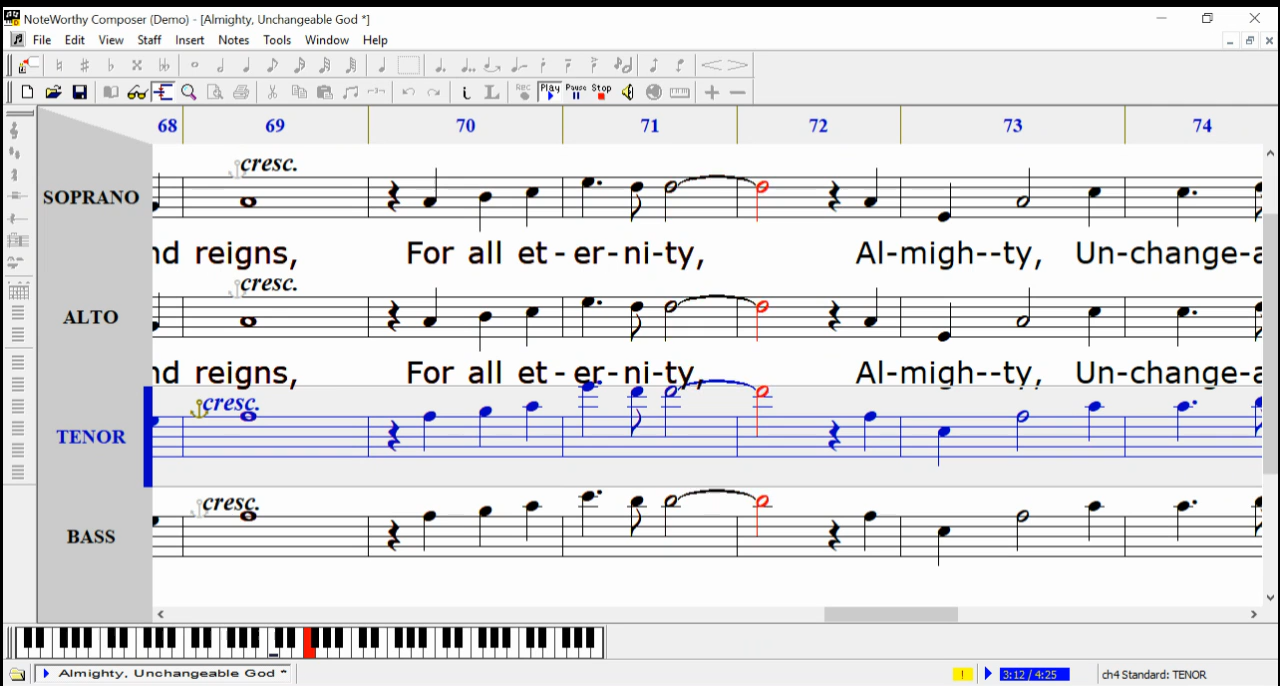 NoteWorthy Composer (Demo) - [Almighty, Unchangeable God *]
File Edit View Staff Insert Notes Tools Window Help
Rec Play Pause Stop
68 69 70 71 72 73 74
cresc.
SOPRANO
nd reigns, For all et-er-ni-ty, Al-migh--ty, Un-change-a
cresc.
ALTO
nd reigns, For all et-er-ni-ty, Al-migh--ty, Un-change-a
cresc.
TENOR
cresc.
BASS
Almighty, Unchangeable God * ! 3:12 / 4:25 ch4 Standard: TENOR